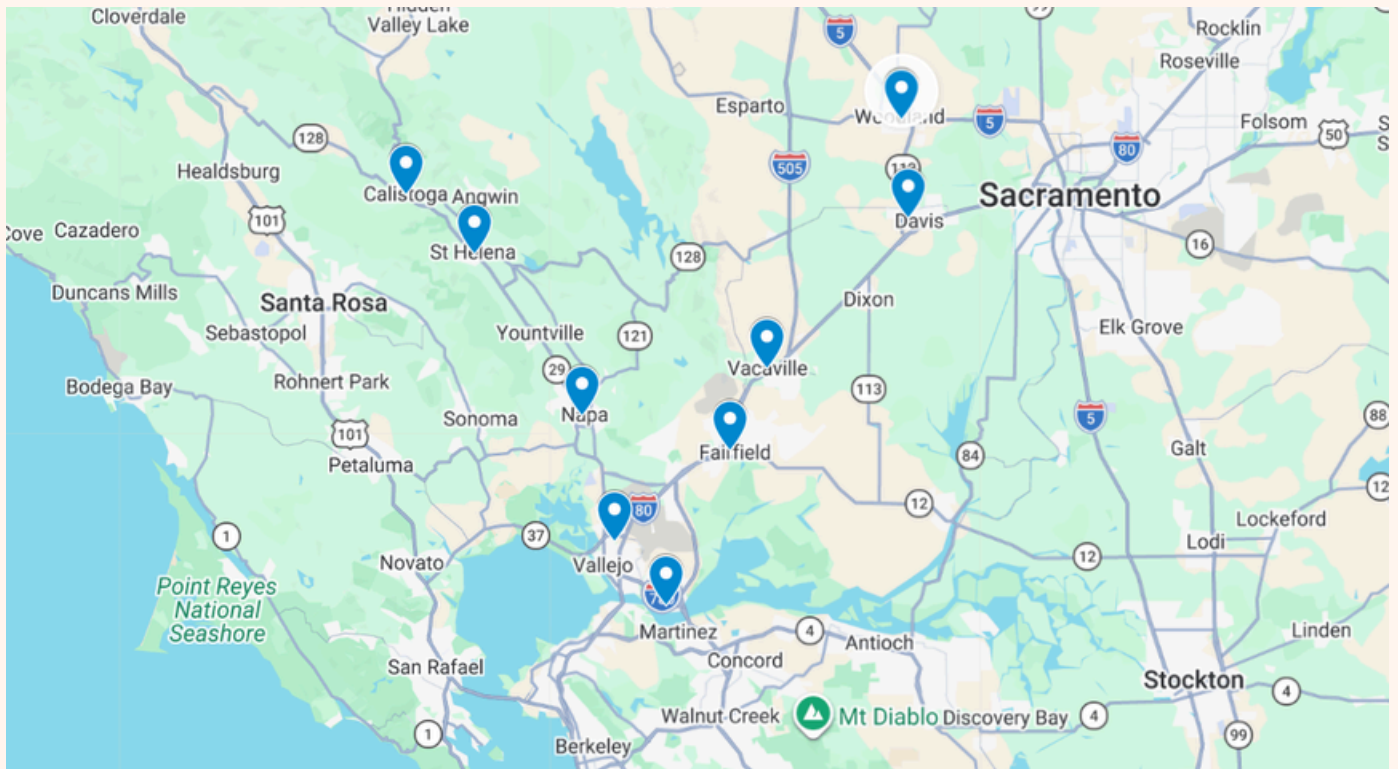 Cloverdale
Valley Lake
5
Rocklin
Roseville
Esparto
Woodland
5
Folsom
50
80
128
505
Healdsburg
Calistoga
Angwin
Sacramento
Davis
101
Cove
Cazadero
16
St Helena
128
Duncans Mills
Santa Rosa
Dixon
Sebastopol
Yountville
121
Elk Grove
29
Vacaville
Bodega Bay
Rohnert Park
113
Napa
Sonoma
5
88
101
Fairfield
Galt
Petaluma
84
12
12
80
Lockeford
1
37
Lodi
Novato
Vallejo
12
Point Reyes
National
Seashore
Martinez
4
Antioch
Linden
San Rafael
Concord
Stockton
4
Walnut Creek
Mt Diablo
Discovery Bay
4
1
Berkeley
99